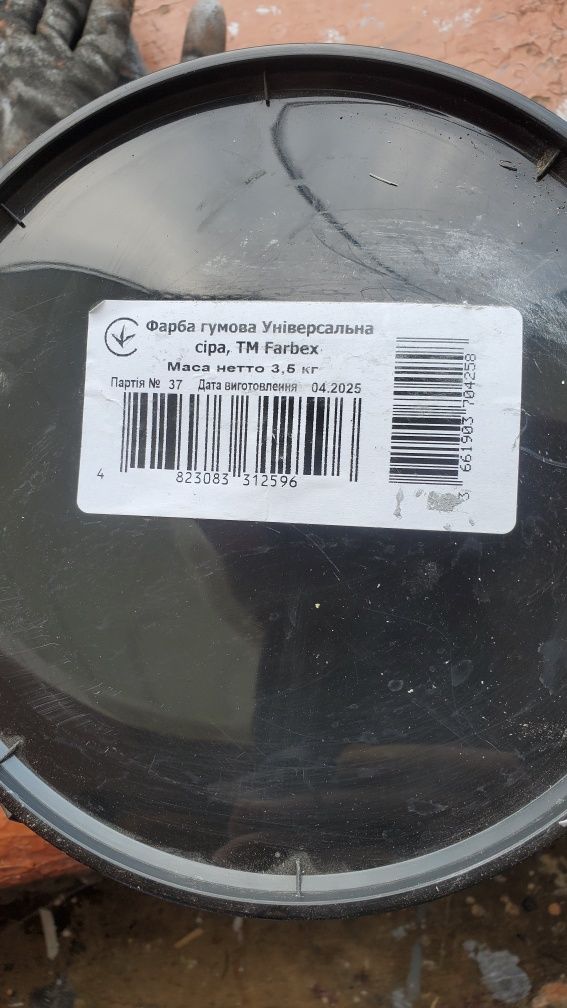 Фарба гумова Універсальна
сіра, ТМ Farbex
Маса нетто 3,5 кг
Партія № 37 Дата виготовлення 04.2025
4 823083 312596
3 661903 704258